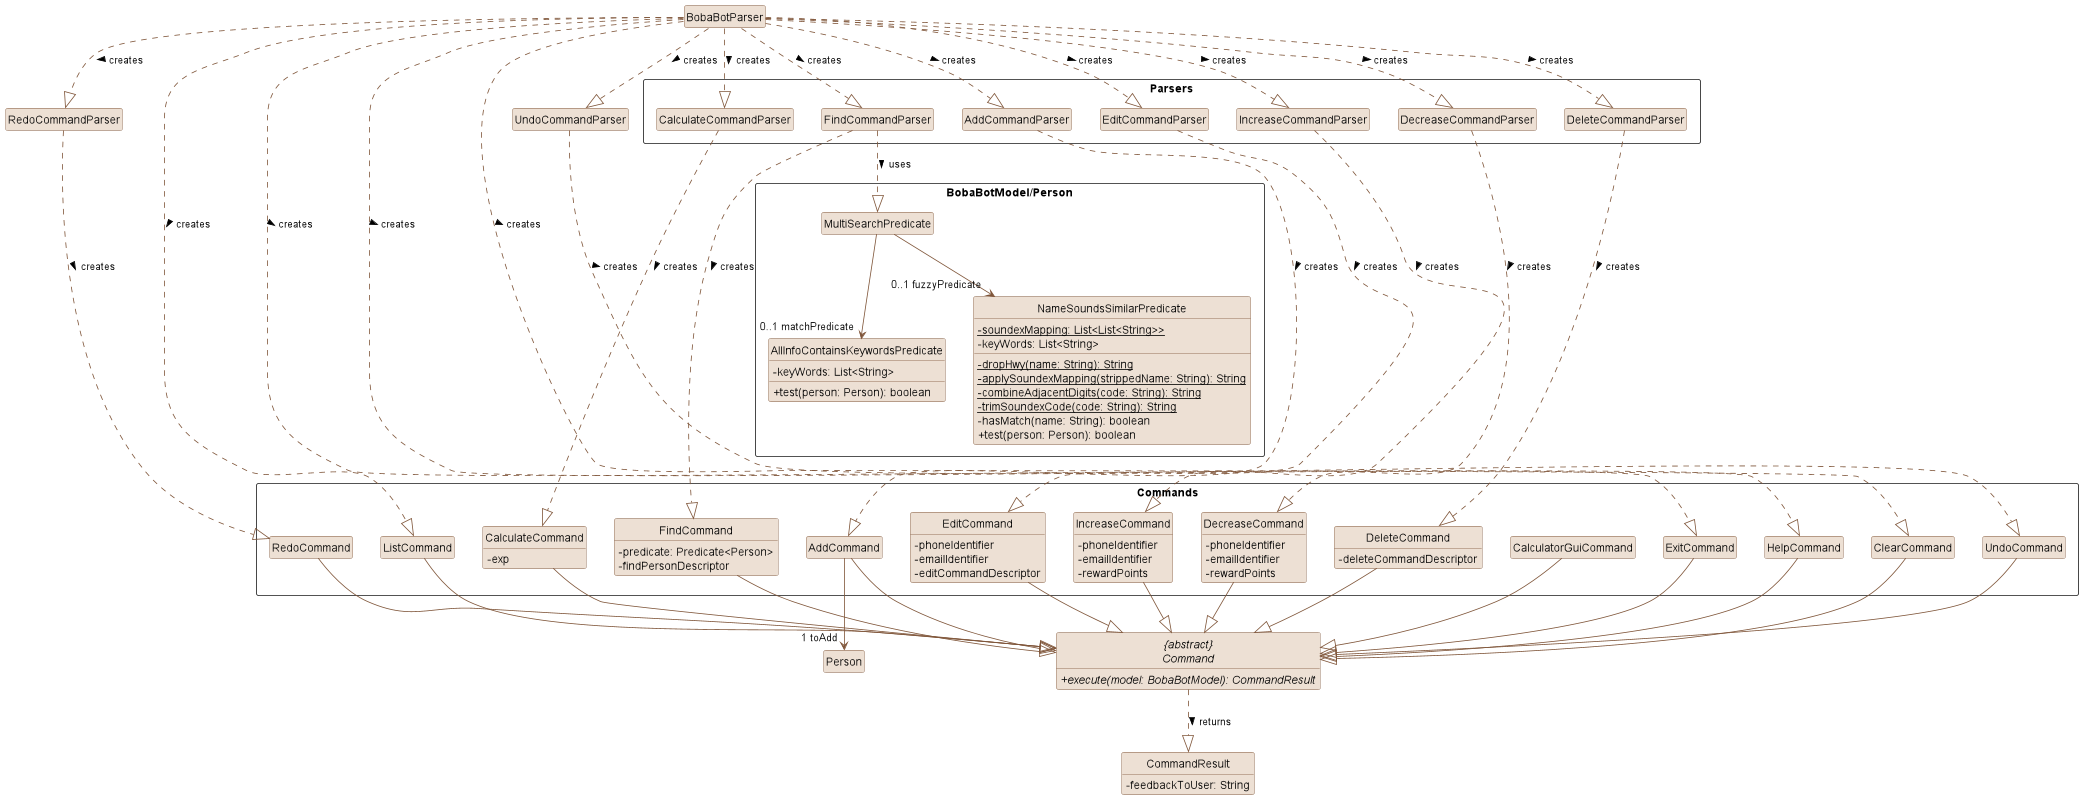 BobaBotParser
creates
creates
creates
creates
creates
creates
creates
creates
creates
Parsers
RedoCommandParser
UndoCommandParser
CalculateCommandParser
FindCommandParser
AddCommandParser
EditCommandParser
IncreaseCommandParser
DecreaseCommandParser
DeleteCommandParser
uses
BobaBotModel/Person
MultiSearchPredicate
creates
creates
creates
creates
creates
creates
creates
creates
creates
creates
creates
creates
creates
0..1 fuzzyPredicate
NameSoundsSimilarPredicate
-soundexMapping: List<List<String>>
-keyWords: List<String>
-dropHwy(name: String): String
-applySoundexMapping(strippedName: String): String
-combineAdjacentDigits(code: String): String
-trimSoundexCode(code: String): String
-hasMatch(name: String): boolean
+test(person: Person): boolean
0..1 matchPredicate
AllInfoContainsKeywordsPredicate
-keyWords: List<String>
+test(person: Person): boolean
Commands
RedoCommand
ListCommand
CalculateCommand
-exp
FindCommand
-predicate: Predicate<Person>
-findPersonDescriptor
AddCommand
EditCommand
-phoneIdentifier
-emailIdentifier
-editCommandDescriptor
IncreaseCommand
-phoneIdentifier
-emailIdentifier
-rewardPoints
DecreaseCommand
-phoneIdentifier
-emailIdentifier
-rewardPoints
DeleteCommand
-deleteCommandDescriptor
CalculatorGuiCommand
ExitCommand
HelpCommand
ClearCommand
UndoCommand
1 toAdd
Person
{abstract}
Command
+execute(model: BobaBotModel): CommandResult
returns
CommandResult
-feedbackToUser: String